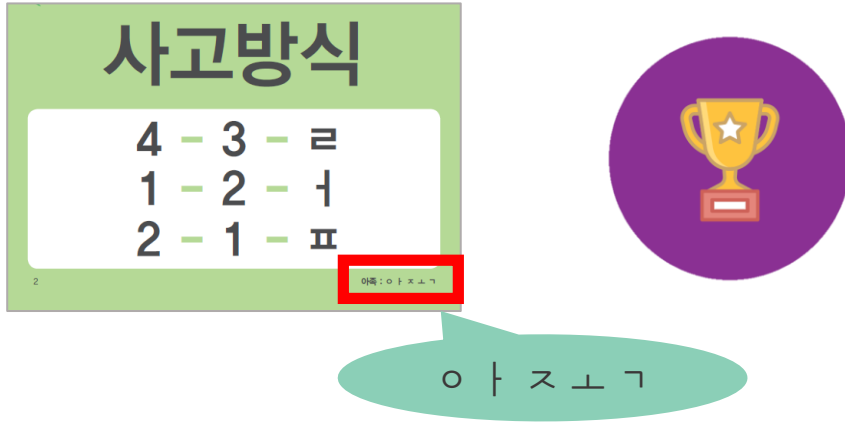 사고방식
4 - 3 - ㄹ
1 - 2 - ㅓ
2 - 1 - ㅍ
2
아족 : ㅇ ㅏ ㅈ ㅗ ㄱ
ㅇ ㅏ ㅈ ㅗ ㄱ